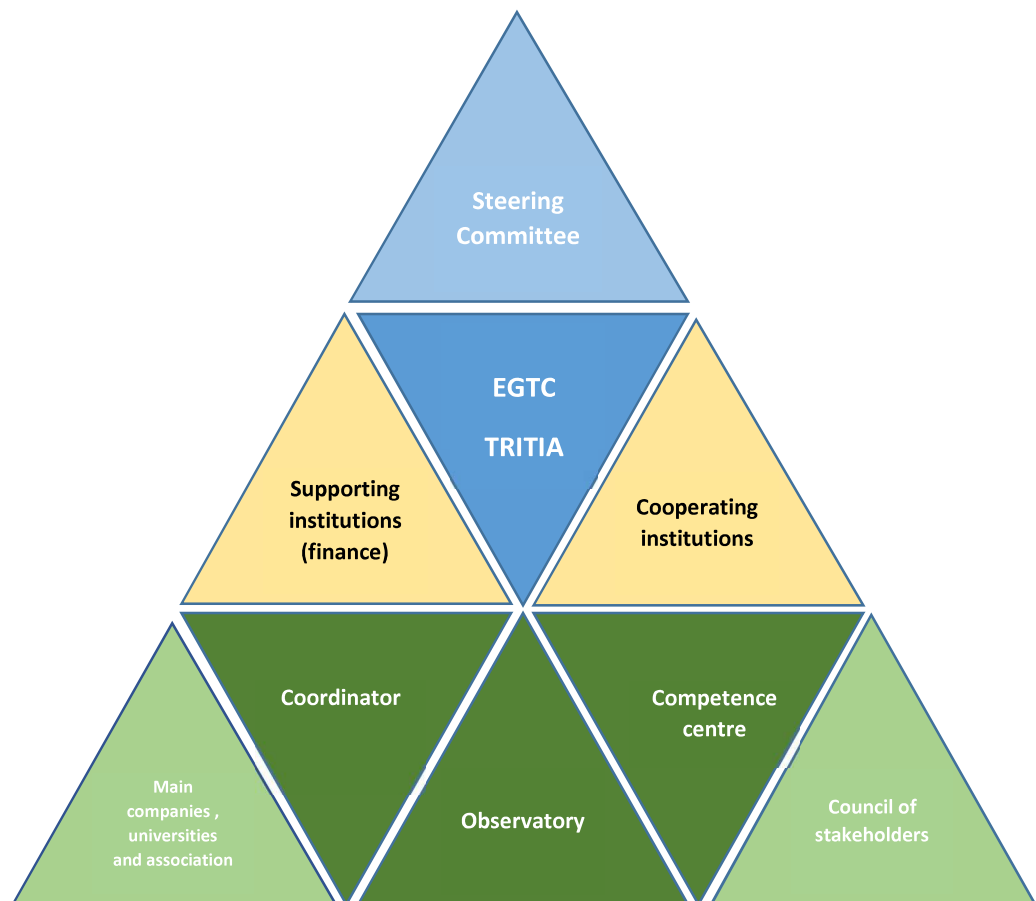 Steering
Committee
EGTC
TRITIA
Supporting
institutions
(finance)
Cooperating
institutions
Coordinator
Competence
centre
Main
companies ,
universities
and association
Observatory
Council of
stakeholders